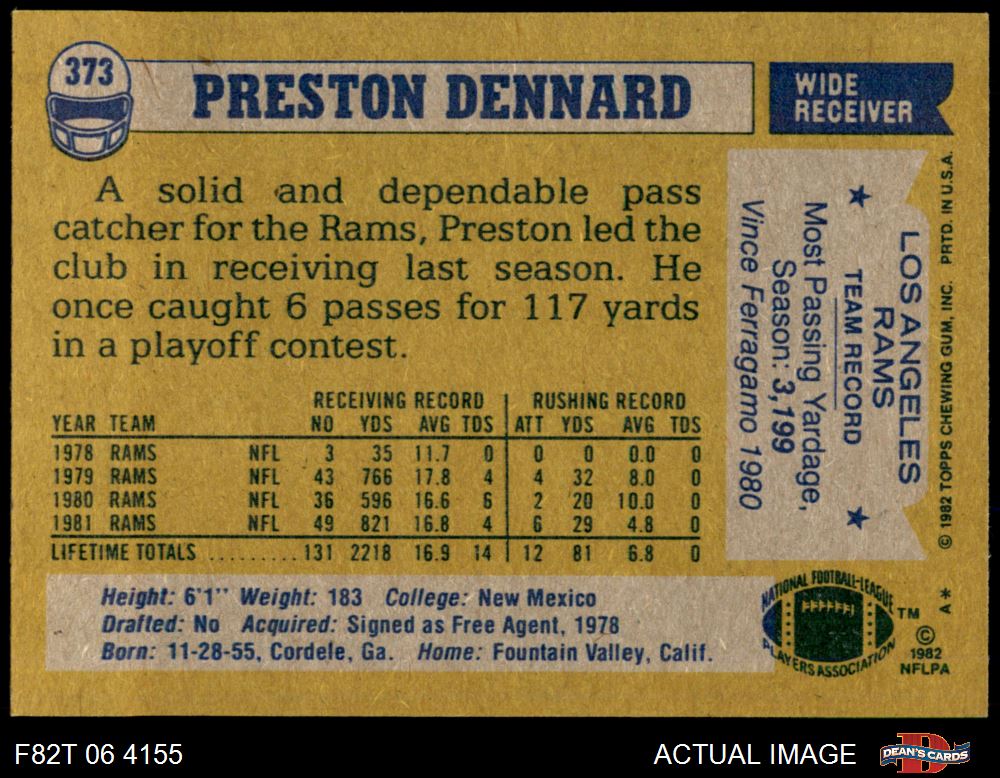 373
PRESTON DENNARD
WIDE
RECEIVER
A solid and dependable pass
catcher for the Rams, Preston led the
club in receiving last season. He
once caught 6 passes for 117 yards
in a playoff contest.
LOS ANGELES
RAMS
TEAM RECORD
Most Passing Yardage,
Season: 3,199
Vince Ferragamo 1980
© 1982 TOPPS CHEWING GUM, INC. PRTD. IN U.S.A.
RECEIVING RECORD RUSHING RECORD
YEAR TEAM NO YDS AVG TDS ATT YDS AVG TDS
1978 RAMS NFL 3 35 11.7 0 0 0 0.0 0
1979 RAMS NFL 43 766 17.8 4 4 32 8.0 0
1980 RAMS NFL 36 596 16.6 6 2 20 10.0 0
1981 RAMS NFL 49 821 16.8 4 6 29 4.8 0
LIFETIME TOTALS .......... 131 2218 16.9 14 12 81 6.8 0
Height: 6'1" Weight: 183 College: New Mexico
Drafted: No Acquired: Signed as Free Agent, 1978
Born: 11-28-55, Cordele, Ga. Home: Fountain Valley, Calif.
NATIONAL FOOTBALL-LEAGUE
PLAYERS ASSOCIATION
TM
A*
©
1982
NFLPA
F82T 06 4155
ACTUAL IMAGE
D
DEAN'S CARDS